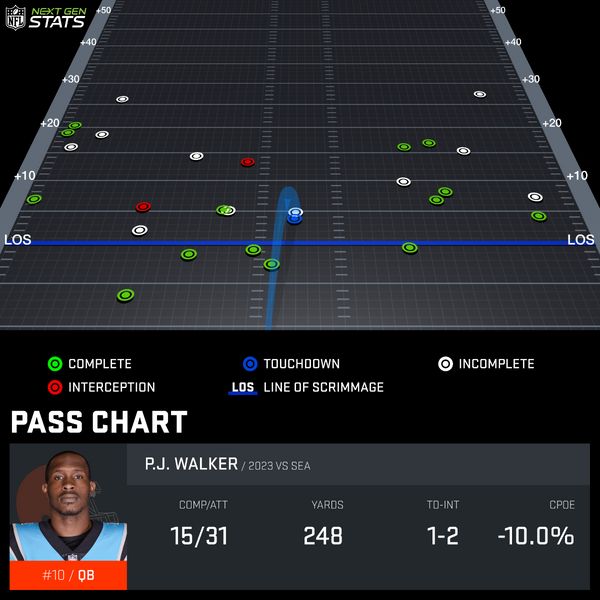 NFL NEXT GEN STATS
+50 +50
+40 +40
+30 +30
+20 +20
+10 +10
LOS LOS
COMPLETE TOUCHDOWN INCOMPLETE
INTERCEPTION LOS LINE OF SCRIMMAGE
PASS CHART
P.J. WALKER / 2023 VS SEA
COMP/ATT YARDS TD-INT CPOE
15/31 248 1-2 -10.0%
#10 / QB